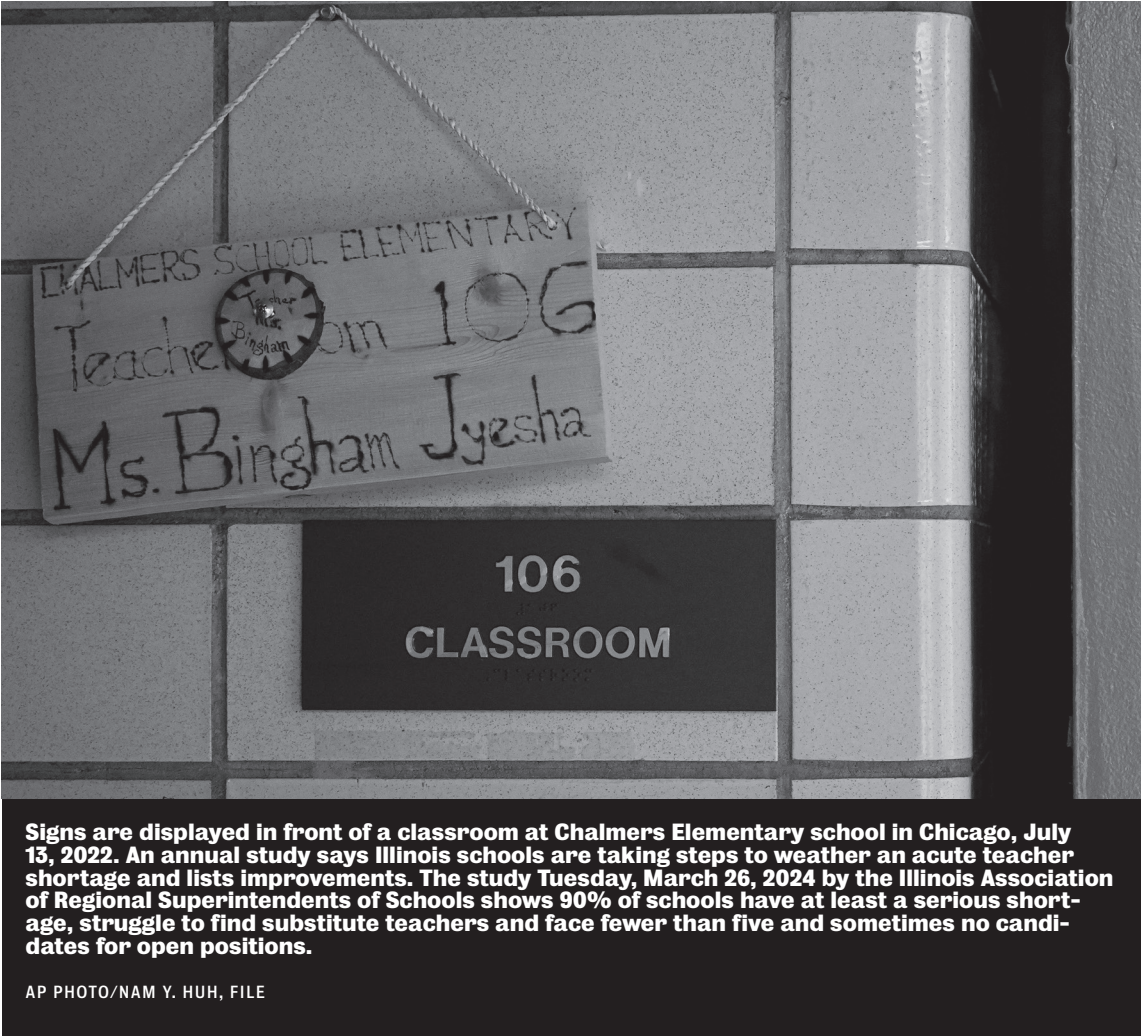 CHALMERS SCHOOL ELEMENTARY
Teacher
Mrs.
Bingham
Teache om 106
Ms. Bingham Jyesha
106
CLASSROOM
Signs are displayed in front of a classroom at Chalmers Elementary school in Chicago, July
13, 2022. An annual study says Illinois schools are taking steps to weather an acute teacher
shortage and lists improvements. The study Tuesday, March 26, 2024 by the Illinois Association
of Regional Superintendents of Schools shows 90% of schools have at least a serious short-
age, struggle to find substitute teachers and face fewer than five and sometimes no candi-
dates for open positions.
AP PHOTO/NAM Y. HUH, FILE